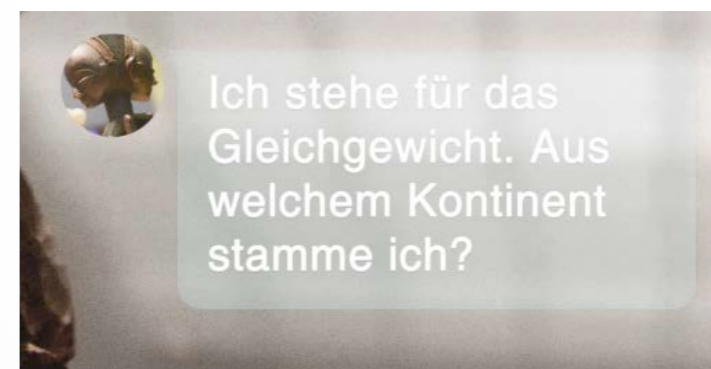 Ich stehe für das
Gleichgewicht. Aus
welchem Kontinent
stamme ich?